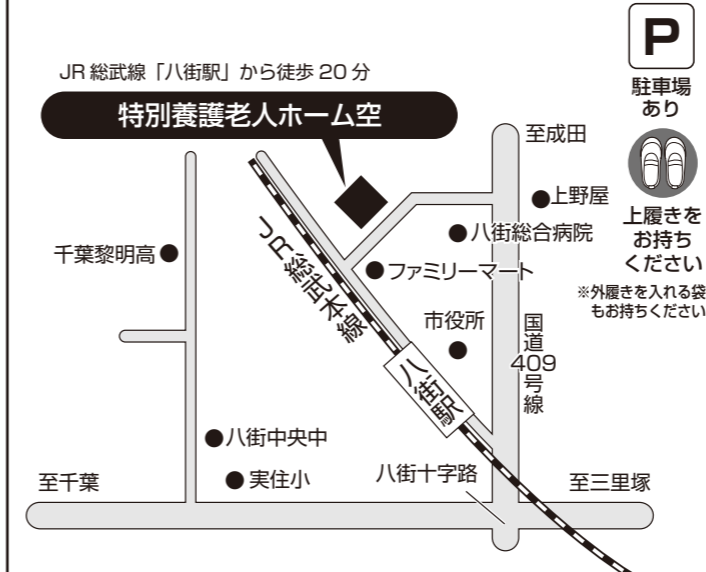 JR 総武線「八街駅」から徒歩 20 分
特別養護老人ホーム空
P
駐車場
あり
上履きを
お持ち
ください
※外履きを入れる袋
もお持ちください
至成田
上野屋
八街総合病院
千葉黎明高
ファミリーマート
JR総武本線
市役所
国道409号線
八街駅
八街中央中
実住小
八街十字路
至千葉
至三里塚